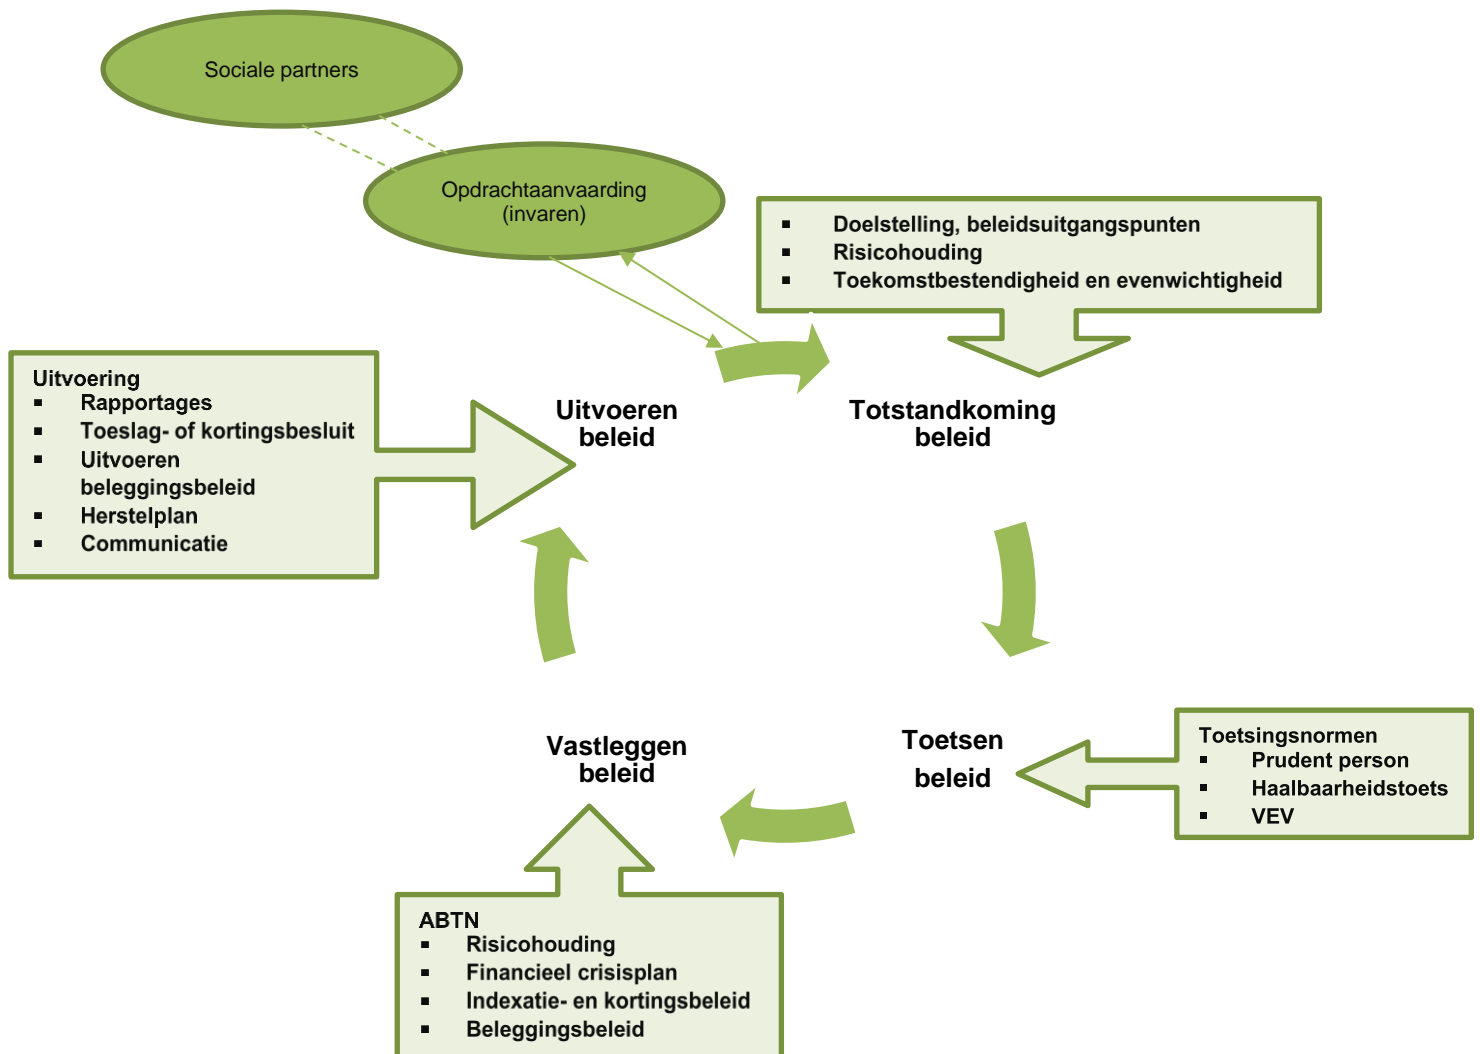 Sociale partners
Opdrachtaanvaarding
(invaren)
▪ Doelstelling, beleidsuitgangspunten
▪ Risicohouding
▪ Toekomstbestendigheid en evenwichtigheid
Uitvoering
▪ Rapportages
▪ Toeslag- of kortingsbesluit
▪ Uitvoeren
beleggingsbeleid
▪ Herstelplan
▪ Communicatie
Uitvoeren
beleid
Totstandkoming
beleid
Vastleggen
beleid
Toetsen
beleid
Toetsingsnormen
▪ Prudent person
▪ Haalbaarheidstoets
▪ VEV
ABTN
▪ Risicohouding
▪ Financieel crisisplan
▪ Indexatie- en kortingsbeleid
▪ Beleggingsbeleid